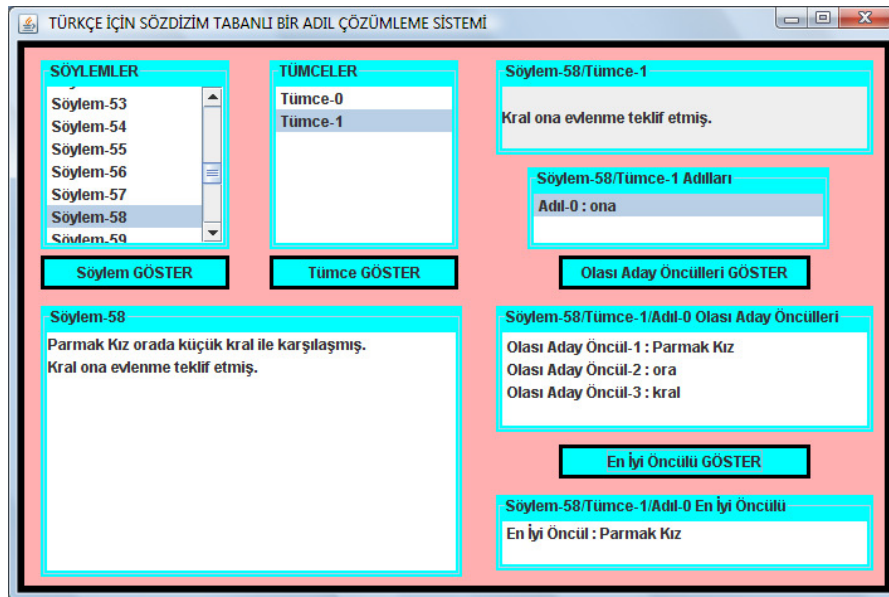 TÜRKÇE İÇİN SÖZDİZİM TABANLI BİR ADIL ÇÖZÜMLEME SİSTEMİ
SÖYLEMLER
Söylem-53
Söylem-54
Söylem-55
Söylem-56
Söylem-57
Söylem-58
Söylem-59
Söylem GÖSTER
TÜMCELER
Tümce-0
Tümce-1
Tümce GÖSTER
Söylem-58/Tümce-1
Kral ona evlenme teklif etmiş.
Söylem-58/Tümce-1 Adılları
Adıl-0 : ona
Olası Aday Öncülleri GÖSTER
Söylem-58
Parmak Kız orada küçük kral ile karşılaşmış.
Kral ona evlenme teklif etmiş.
Söylem-58/Tümce-1/Adıl-0 Olası Aday Öncülleri
Olası Aday Öncül-1 : Parmak Kız
Olası Aday Öncül-2 : ora
Olası Aday Öncül-3 : kral
En İyi Öncülü GÖSTER
Söylem-58/Tümce-1/Adıl-0 En İyi Öncülü
En İyi Öncül : Parmak Kız